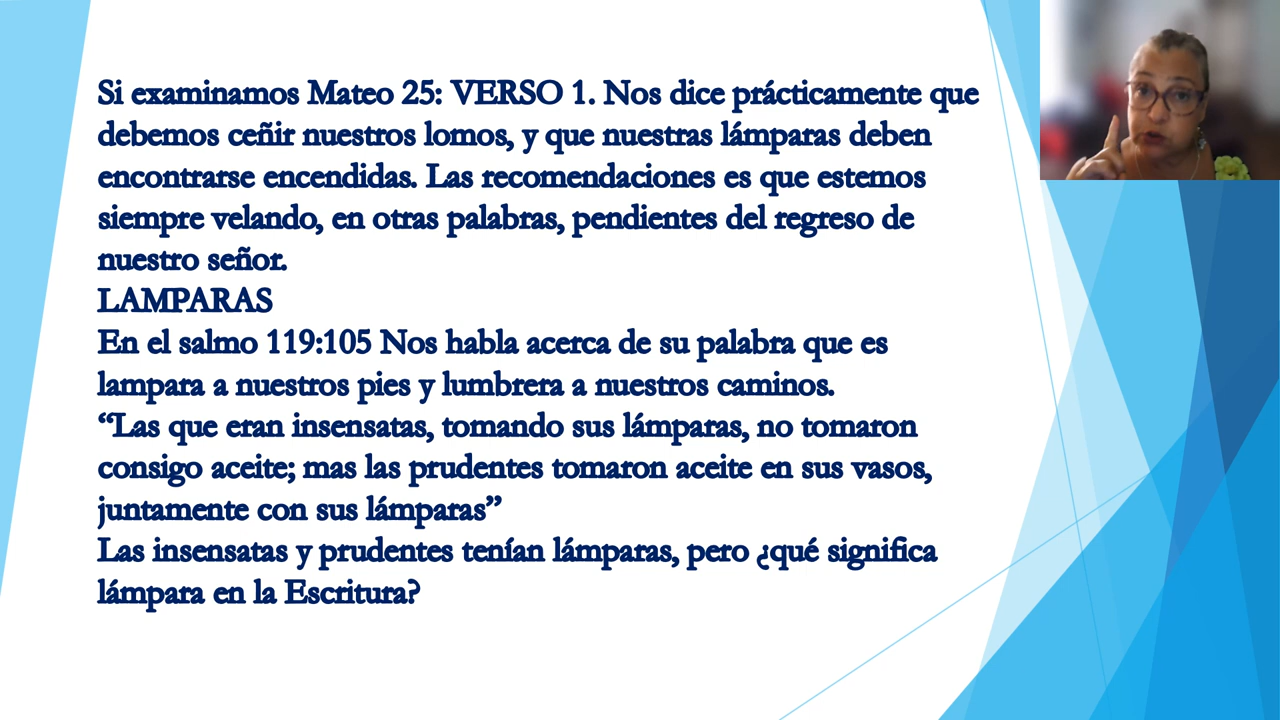 Si examinamos Mateo 25: VERSO 1. Nos dice prácticamente que
debemos ceñir nuestros lomos, y que nuestras lámparas deben
encontrarse encendidas. Las recomendaciones es que estemos
siempre velando, en otras palabras, pendientes del regreso de
nuestro señor.
LAMPARAS
En el salmo 119:105 Nos habla acerca de su palabra que es
lampara a nuestros pies y lumbrera a nuestros caminos.
“Las que eran insensatas, tomando sus lámparas, no tomaron
consigo aceite; mas las prudentes tomaron aceite en sus vasos,
juntamente con sus lámparas”
Las insensatas y prudentes tenían lámparas, pero ¿qué significa
lámpara en la Escritura?